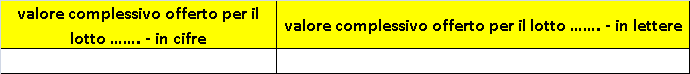 valore complessivo offerto per il
lotto ....... - in cifre
valore complessivo offerto per il lotto ....... - in lettere